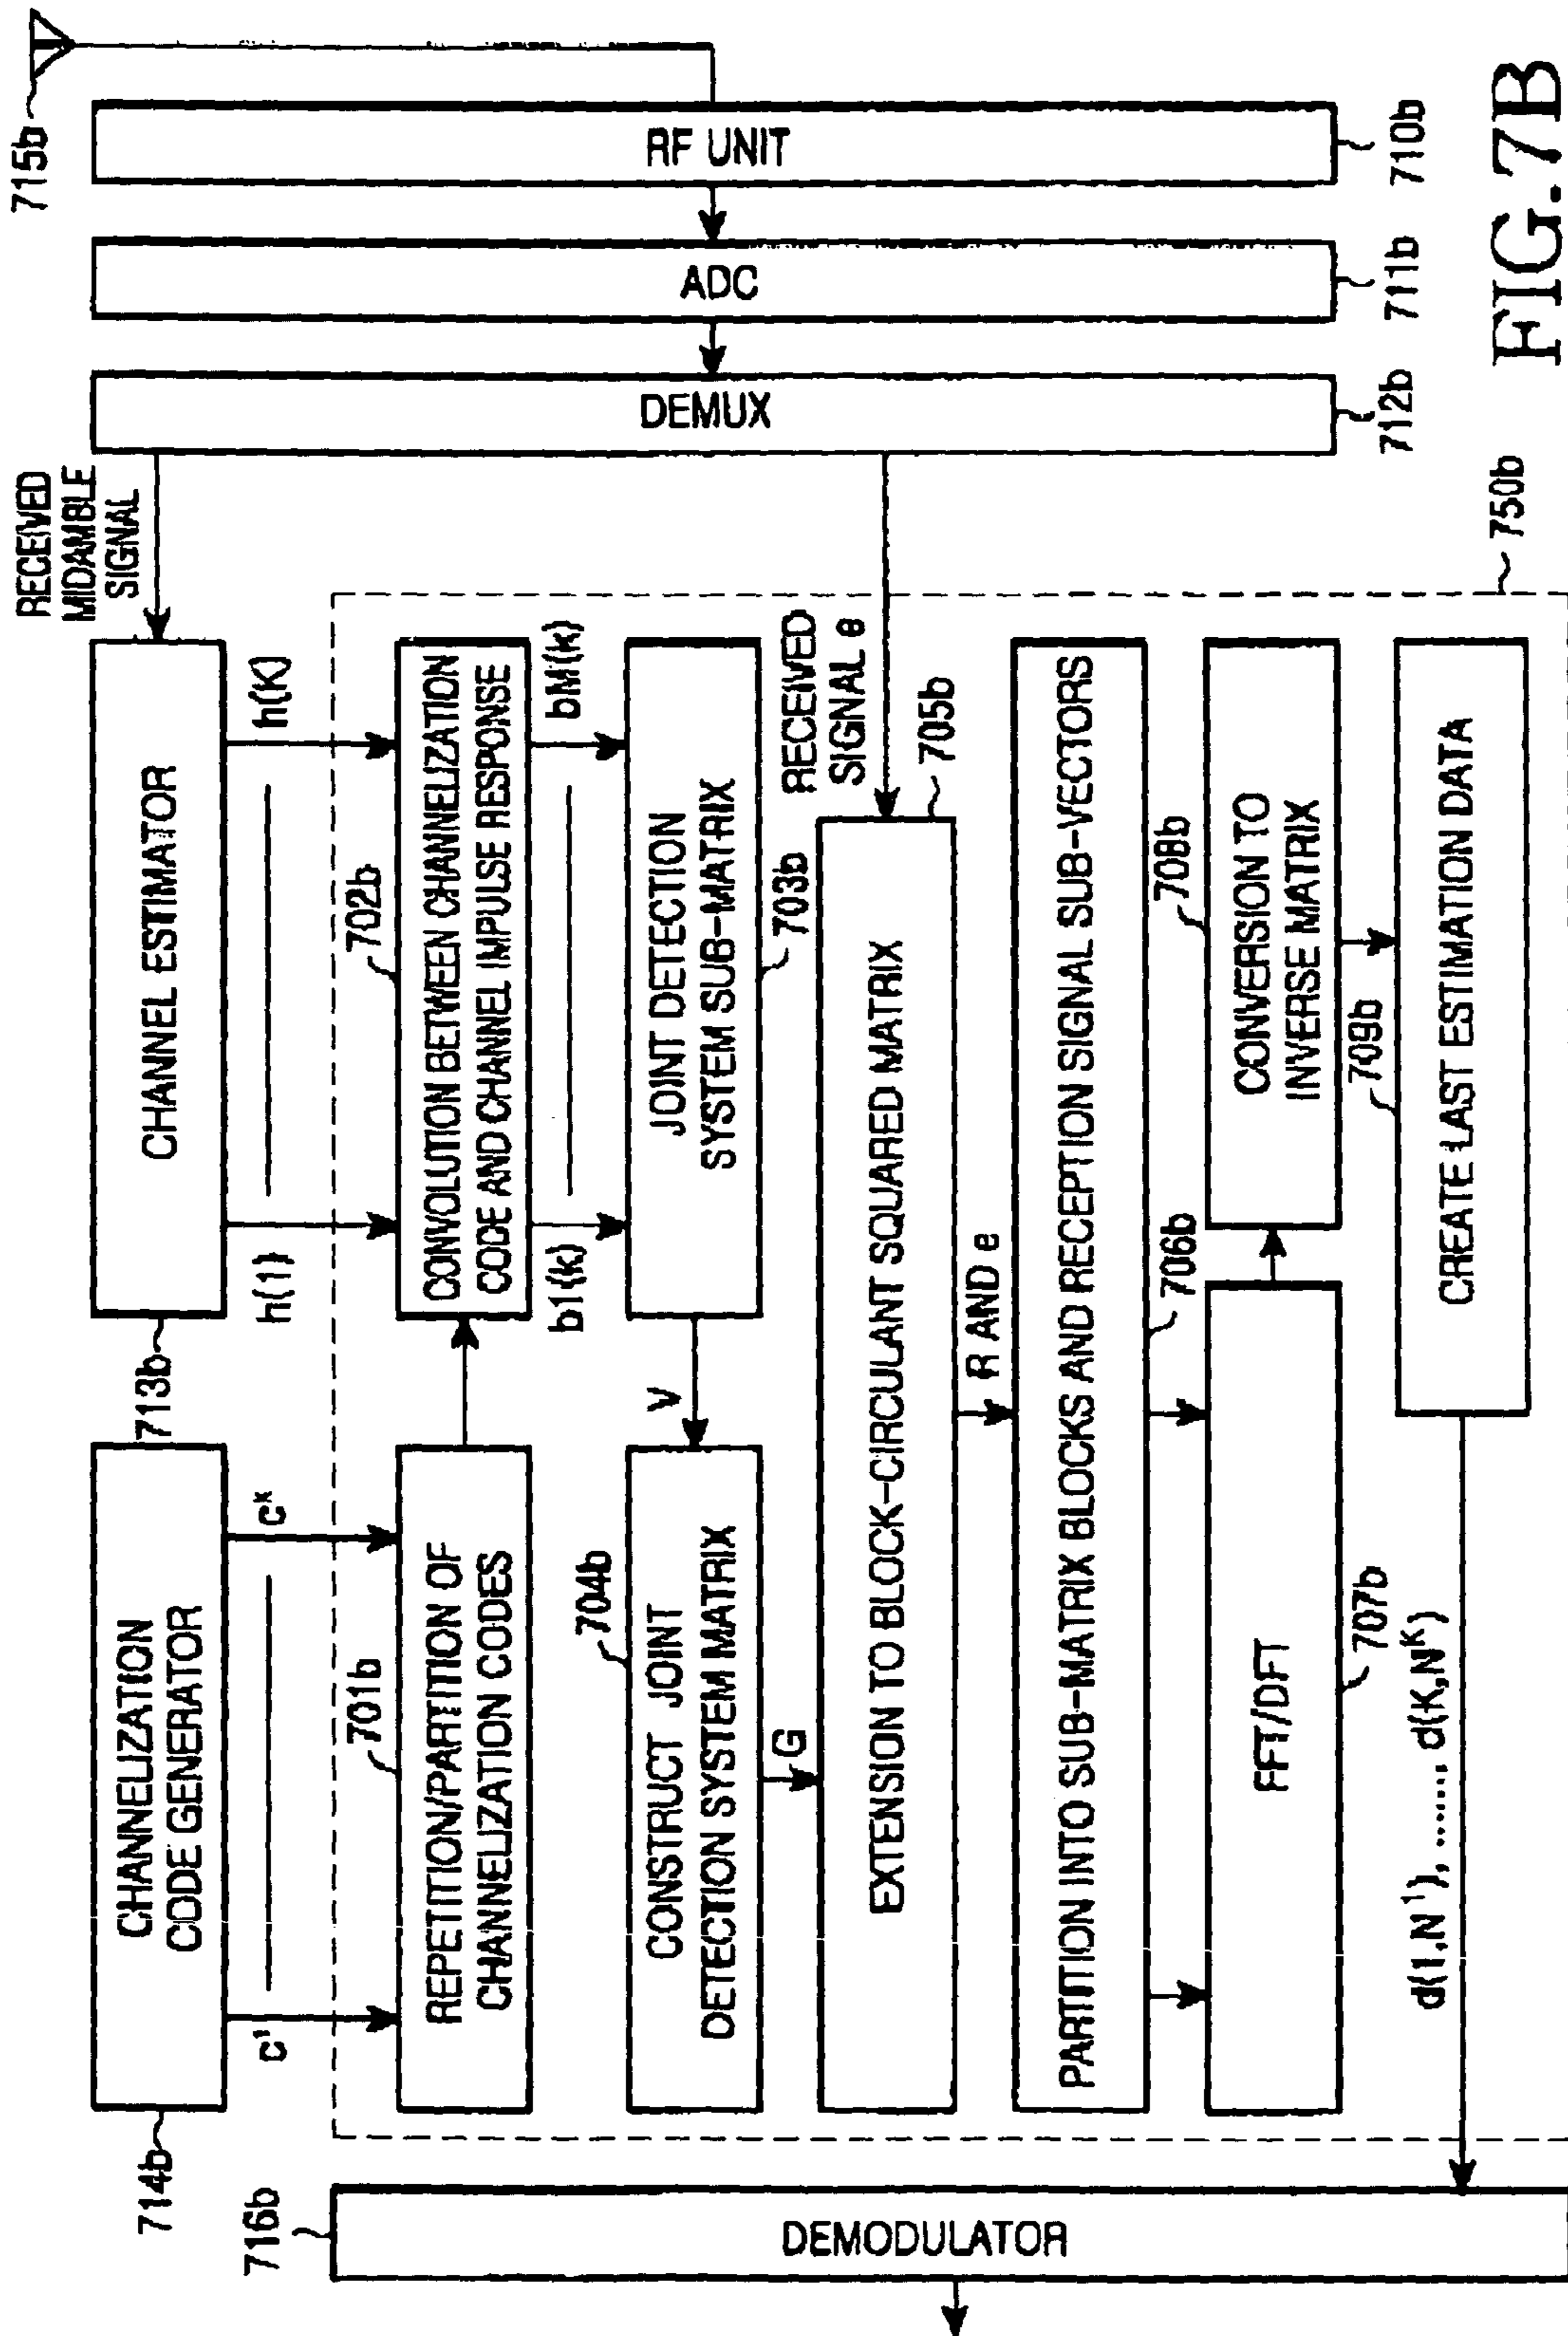 715b
RF UNIT
710b
ADC
711b
DEMUX
712b
RECEIVED
MIDAMBLE
SIGNAL
CHANNEL ESTIMATOR
713b
h(1)
h(K)
CHANNELIZATION
CODE GENERATOR
714b
c¹
cᴷ
702b
CONVOLUTION BETWEEN CHANNELIZATION
CODE AND CHANNEL IMPULSE RESPONSE
701b
REPETITION/PARTITION OF
CHANNELIZATION CODES
b1(k)
bM(k)
JOINT DETECTION
SYSTEM SUB-MATRIX
703b
V
704b
CONSTRUCT JOINT
DETECTION SYSTEM MATRIX
G
RECEIVED
SIGNAL e
705b
EXTENSION TO BLOCK-CIRCULANT SQUARED MATRIX
R AND e
PARTITION INTO SUB-MATRIX BLOCKS AND RECEPTION SIGNAL SUB-VECTORS
706b
FFT/DFT
707b
708b
CONVERSION TO
INVERSE MATRIX
709b
CREATE LAST ESTIMATION DATA
d(1,N¹), ......, d(K,Nᴷ)
750b
716b
DEMODULATOR
FIG.7B